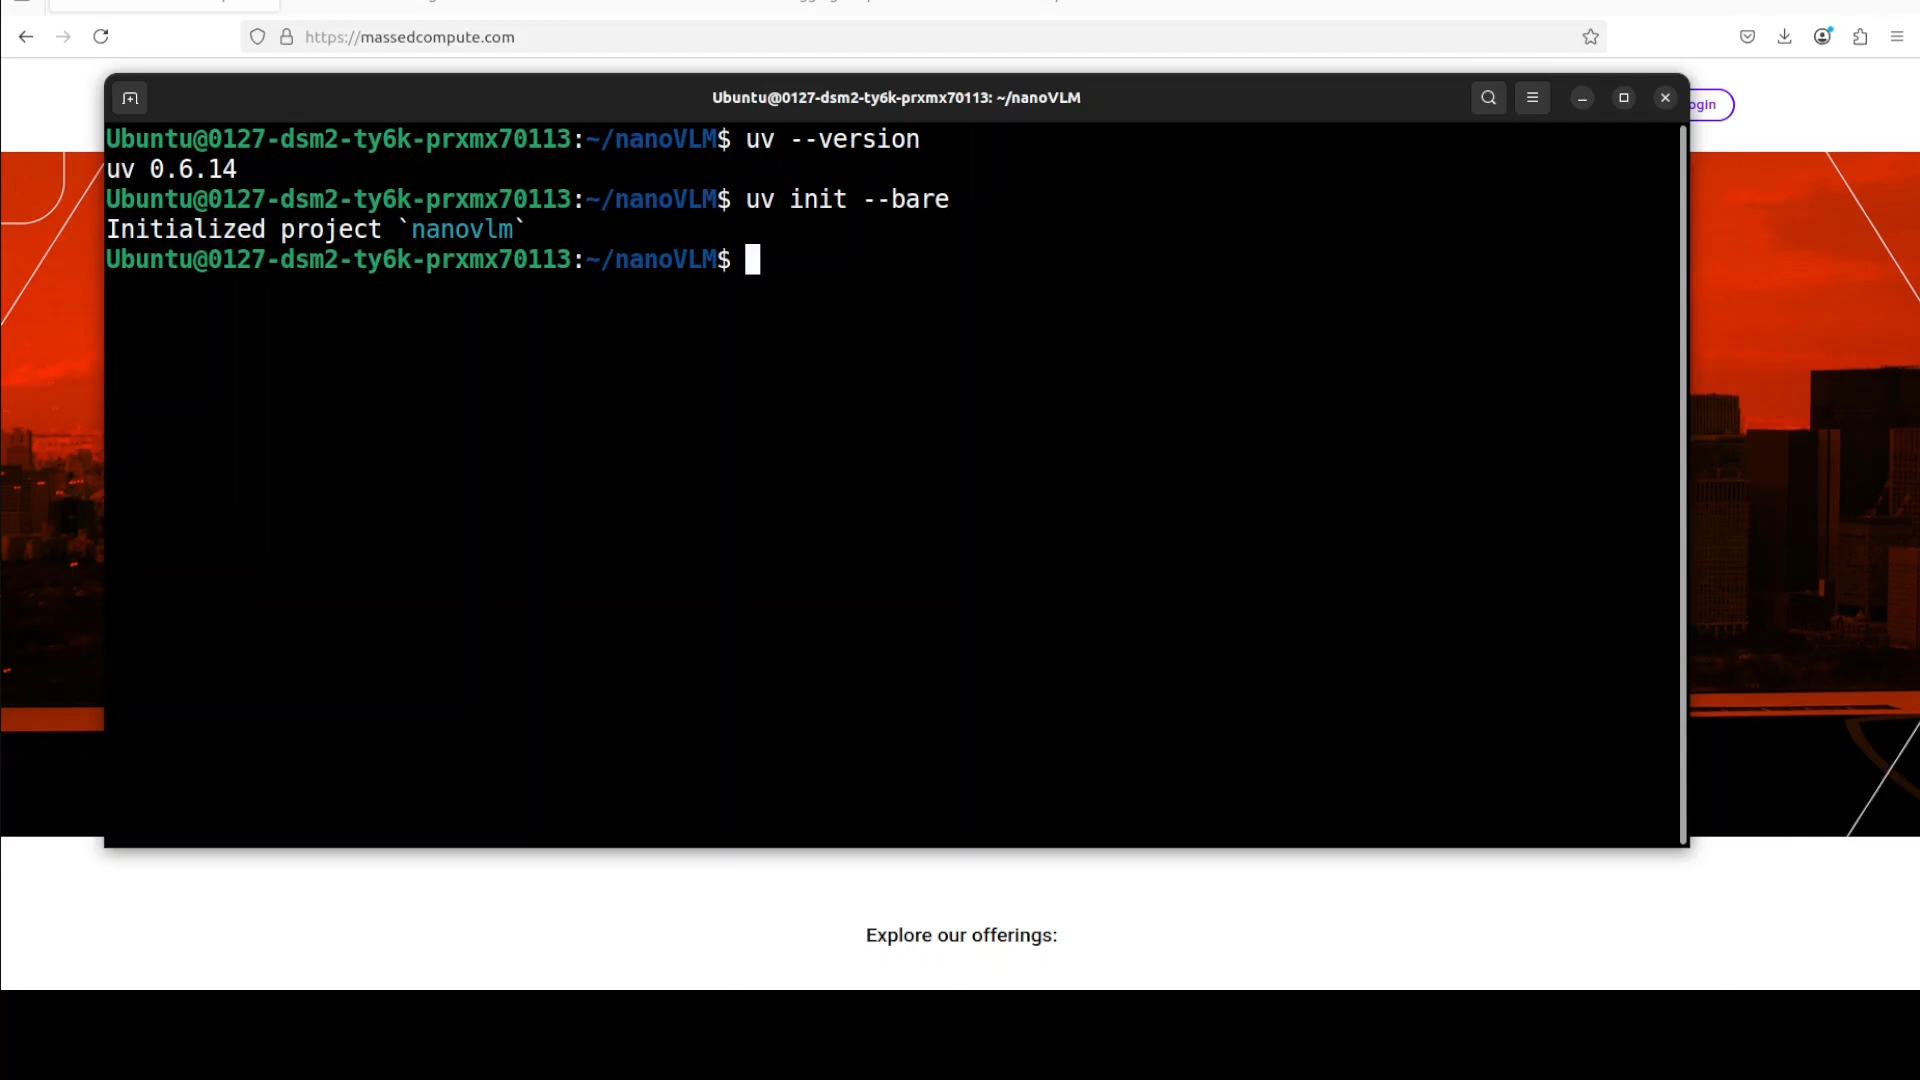 https://massedcompute.com
Ubuntu@0127-dsm2-ty6k-prxmx70113: ~/nanoVLM
ogin
Ubuntu@0127-dsm2-ty6k-prxmx70113:~/nanoVLM$ uv --version
uv 0.6.14
Ubuntu@0127-dsm2-ty6k-prxmx70113:~/nanoVLM$ uv init --bare
Initialized project `nanovlm`
Ubuntu@0127-dsm2-ty6k-prxmx70113:~/nanoVLM$
Explore our offerings: